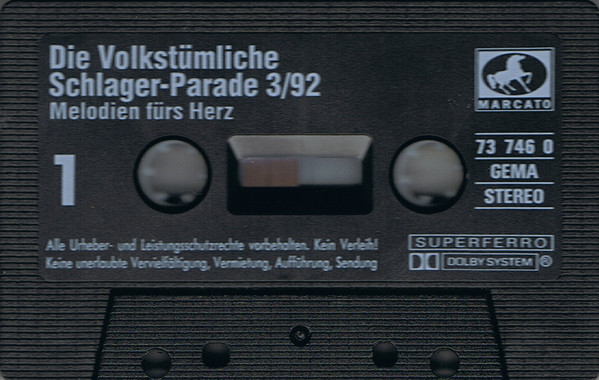 Die Volkstümliche
Schlager-Parade 3/92
Melodien fürs Herz
MARCATO
1
73 746 0
GEMA
STEREO
Alle Urheber- und Leistungsschutzrechte vorbehalten. Kein Verleih!
Keine unerlaubte Vervielfältigung, Vermietung, Aufführung, Sendung
SUPERFERRO
DOLBY SYSTEM ®